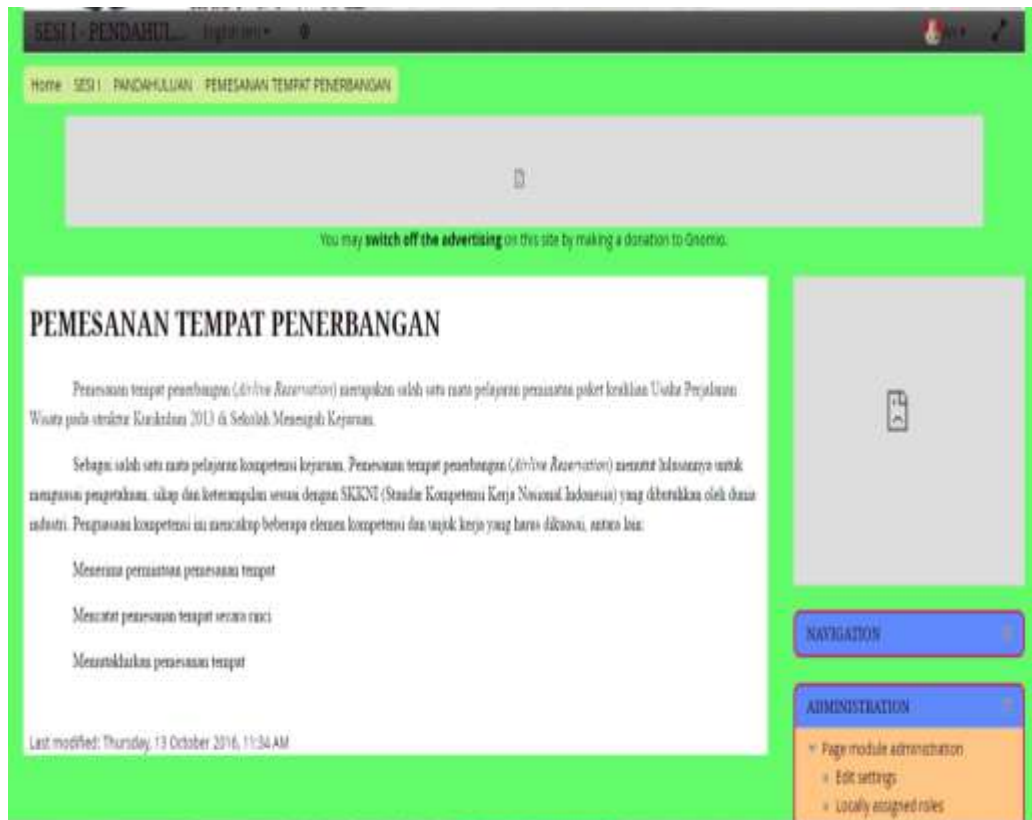 SESI I - PENDAHUL...
Home SESI I PANDAHULUAN PEMESANAN TEMPAT PENERBANGAN
You may switch off the advertising on this site by making a donation to Gnomio.
PEMESANAN TEMPAT PENERBANGAN
Pemesanan tempat penerbangan (Airline Reservation) merupakan salah satu mata pelajaran peminatan paket keahlian Usaha Perjalanan
Wisata pada struktur Kurikulum 2013 di Sekolah Menengah Kejuruan.
Sebagai salah satu mata pelajaran kompetensi kejuruan, Pemesanan tempat penerbangan (Airline Reservation) menutut lulusannya untuk
menguasai pengetahuan, sikap dan keterampilan sesuai dengan SKKNI (Standar Kompetensi Kerja Nasional Indonesia) yang dibutuhkan oleh dunia
industri. Penguasaan kompetensi ini mencakup beberapa elemen kompetensi dan unjuk kerja yang harus dikuasai, antara lain:
Menerima permintaan pemesanan tempat
Mencatat pemesanan tempat secara rinci
Memutakhirkan pemesanan tempat
Last modified: Thursday, 13 October 2016, 11:34 AM
NAVIGATION
ADMINISTRATION
Page module administration
Edit settings
Locally assigned roles